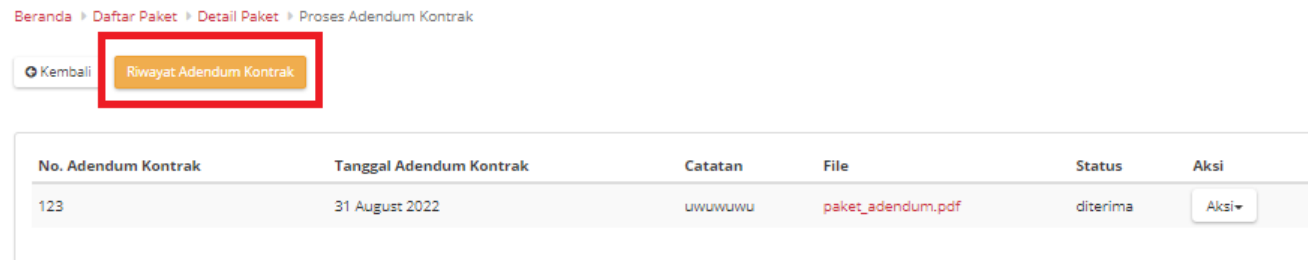 Beranda Daftar Paket Detail Paket Proses Adendum Kontrak
Kembali Riwayat Adendum Kontrak
No. Adendum Kontrak Tanggal Adendum Kontrak Catatan File Status Aksi
123 31 August 2022 uwuwuwu paket_adendum.pdf diterima Aksi